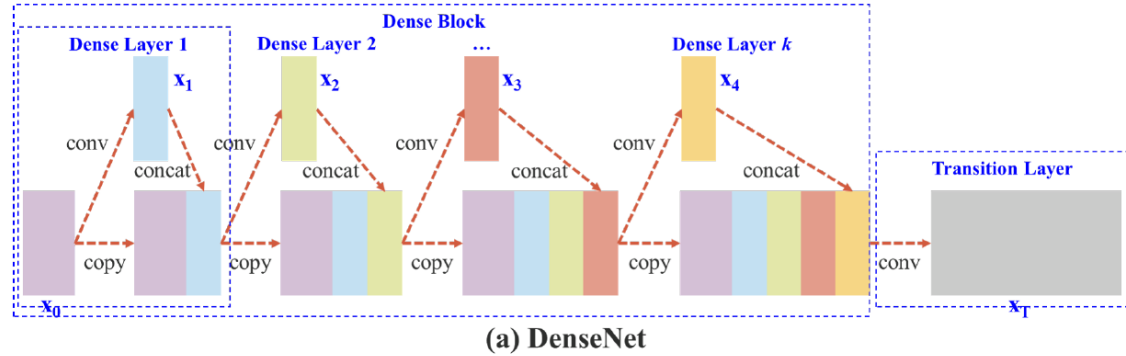 Dense Block
Dense Layer 1
Dense Layer 2
...
Dense Layer k
x1
x2
x3
x4
conv
conv
conv
conv
concat
concat
concat
concat
Transition Layer
copy
copy
copy
copy
conv
x0
xT
(a) DenseNet